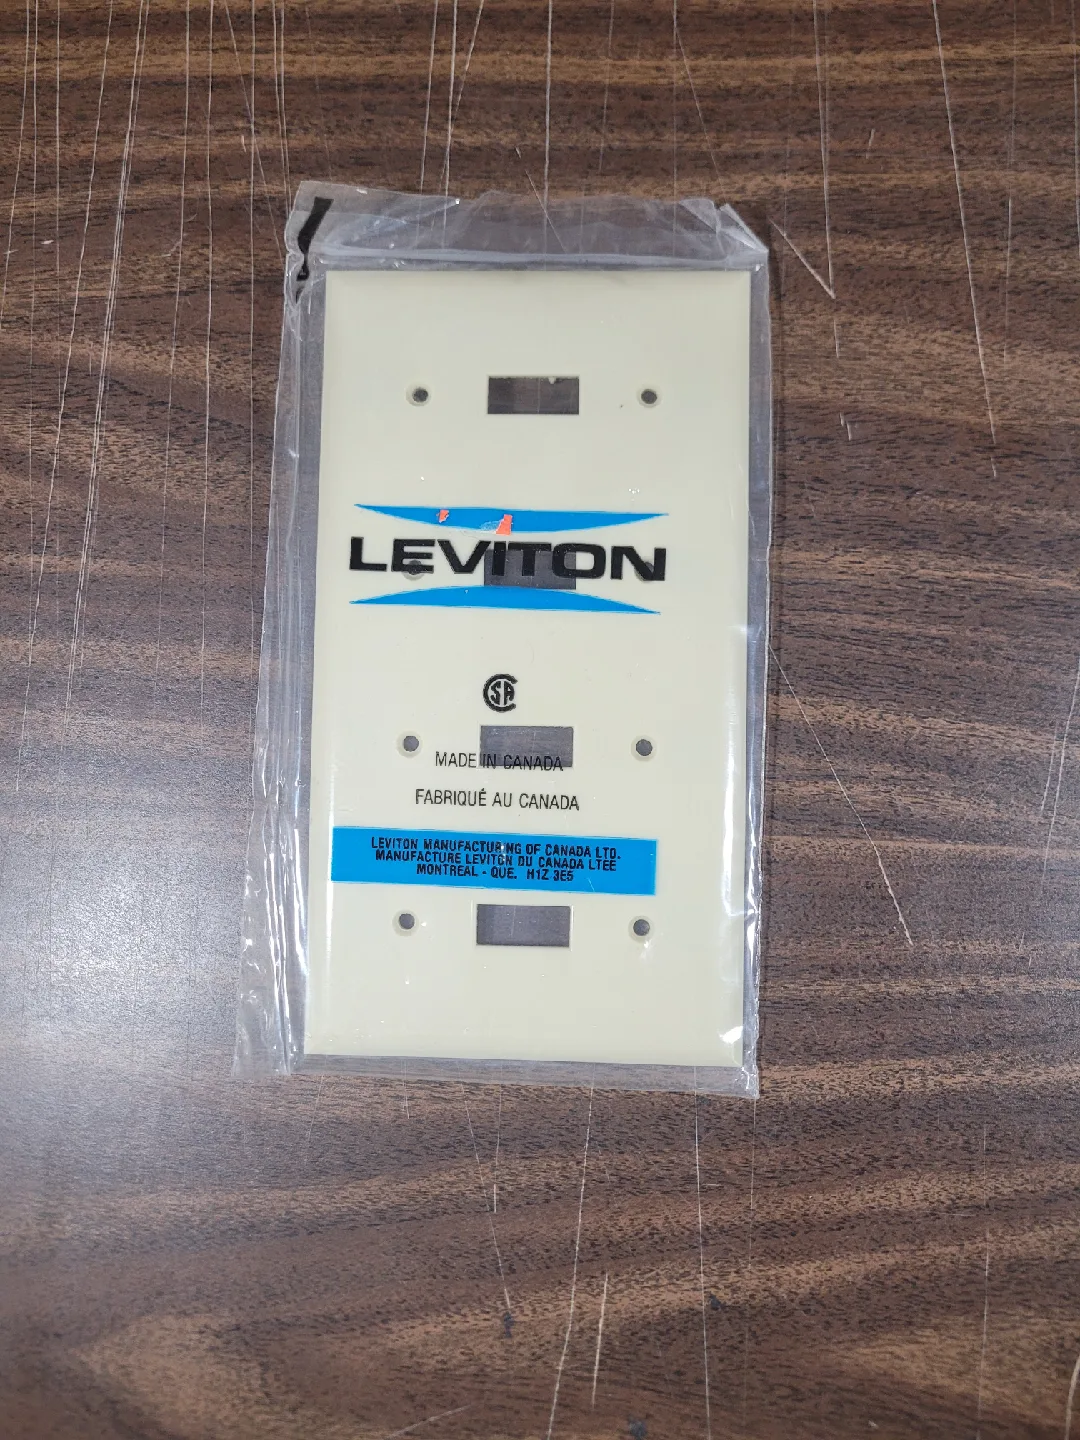 LEVITON
CSA
MADE IN CANADA
FABRIQUÉ AU CANADA
LEVITON MANUFACTURING OF CANADA LTD.
MANUFACTURE LEVITON DU CANADA LTEE
MONTREAL - QUE. H1Z 3E5